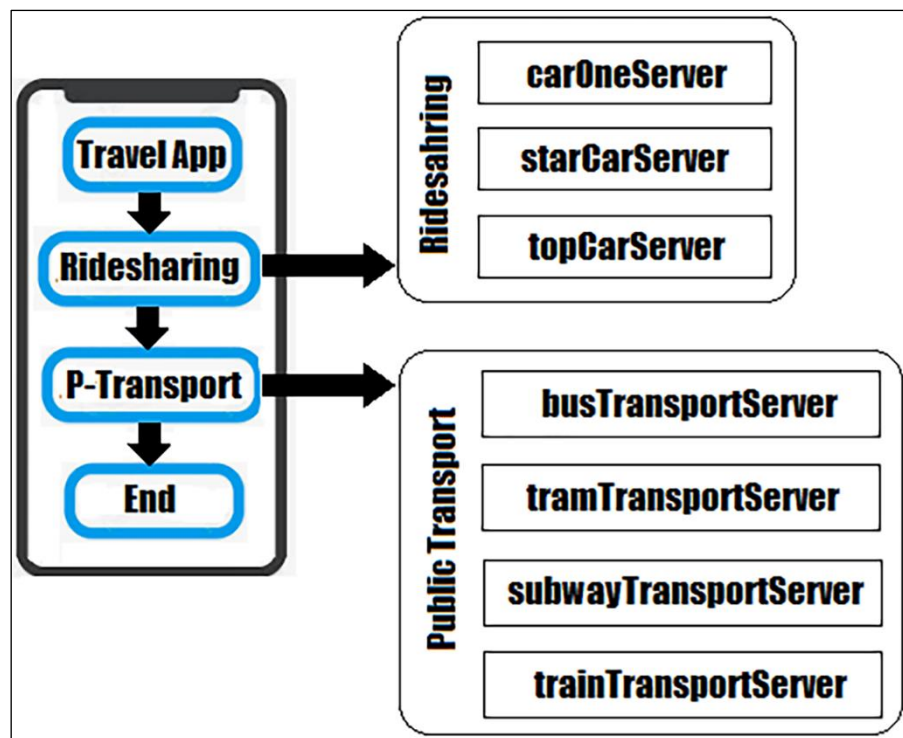 Travel App
Ridesharing
P-Transport
End
Ridesahring
carOneServer
starCarServer
topCarServer
Public Transport
busTransportServer
tramTransportServer
subwayTransportServer
trainTransportServer